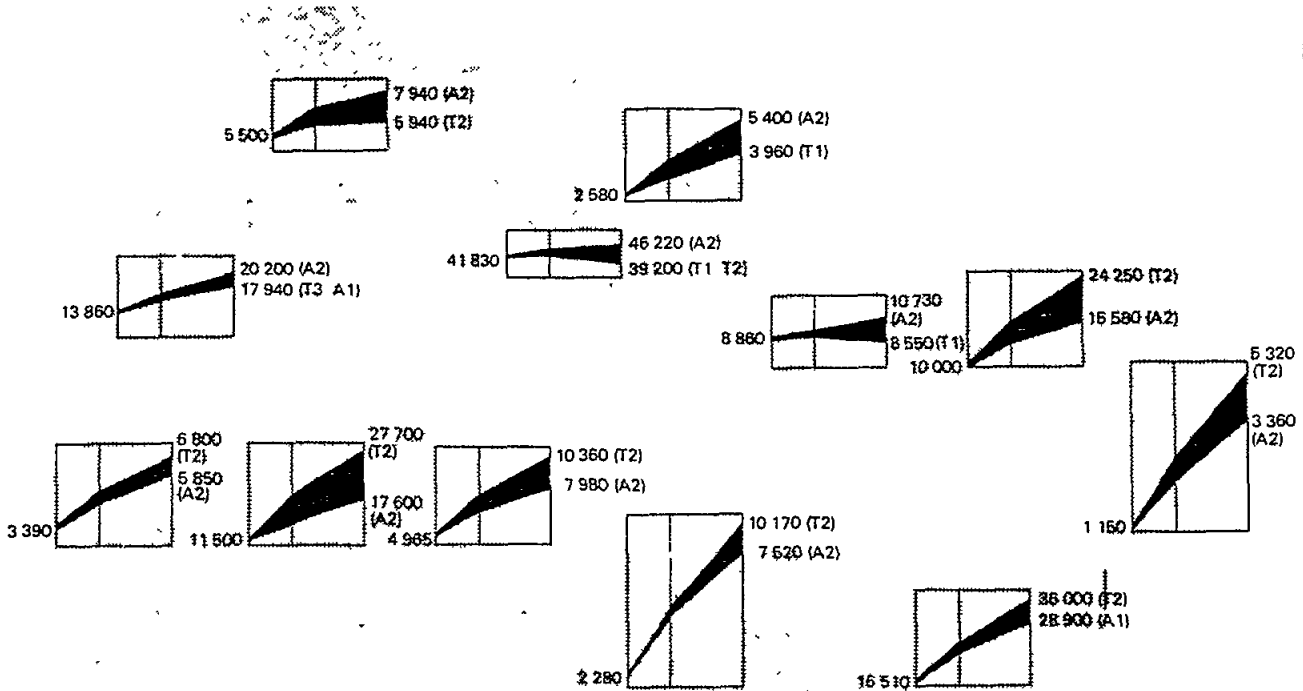 7 940 (A2)
5 940 (T2)
5 500
5 400 (A2)
3 960 (T1)
2 580
46 220 (A2)
41 830
39 200 (T1 T2)
20 200 (A2)
17 940 (T3 A1)
13 860
10 730
(A2)
8 860
8 550 (T1)
24 250 (T2)
16 580 (A2)
10 000
5 320
(T2)
3 360
(A2)
1 150
6 800
(T2)
5 850
(A2)
3 390
27 700
(T2)
17 600
(A2)
11 500
10 360 (T2)
7 980 (A2)
4 965
10 170 (T2)
7 520 (A2)
2 280
36 000 (T2)
28 900 (A1)
16 510